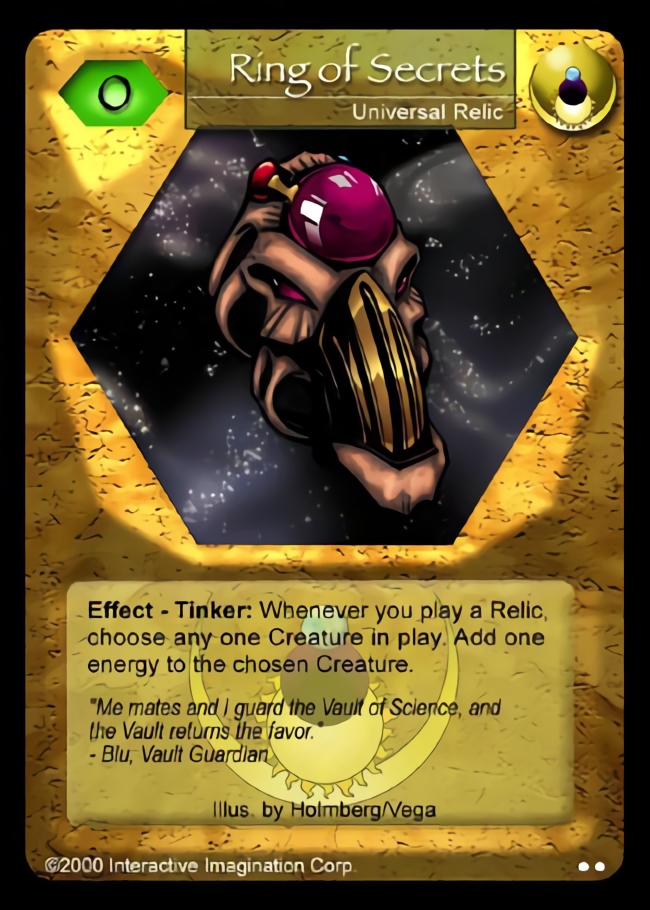 0
Ring of Secrets
Universal Relic
Effect - Tinker: Whenever you play a Relic,
choose any one Creature in play. Add one
energy to the chosen Creature.
"Me mates and I guard the Vault of Science, and
the Vault returns the favor.
- Blu, Vault Guardian
Illus. by Holmberg/Vega
©2000 Interactive Imagination Corp.